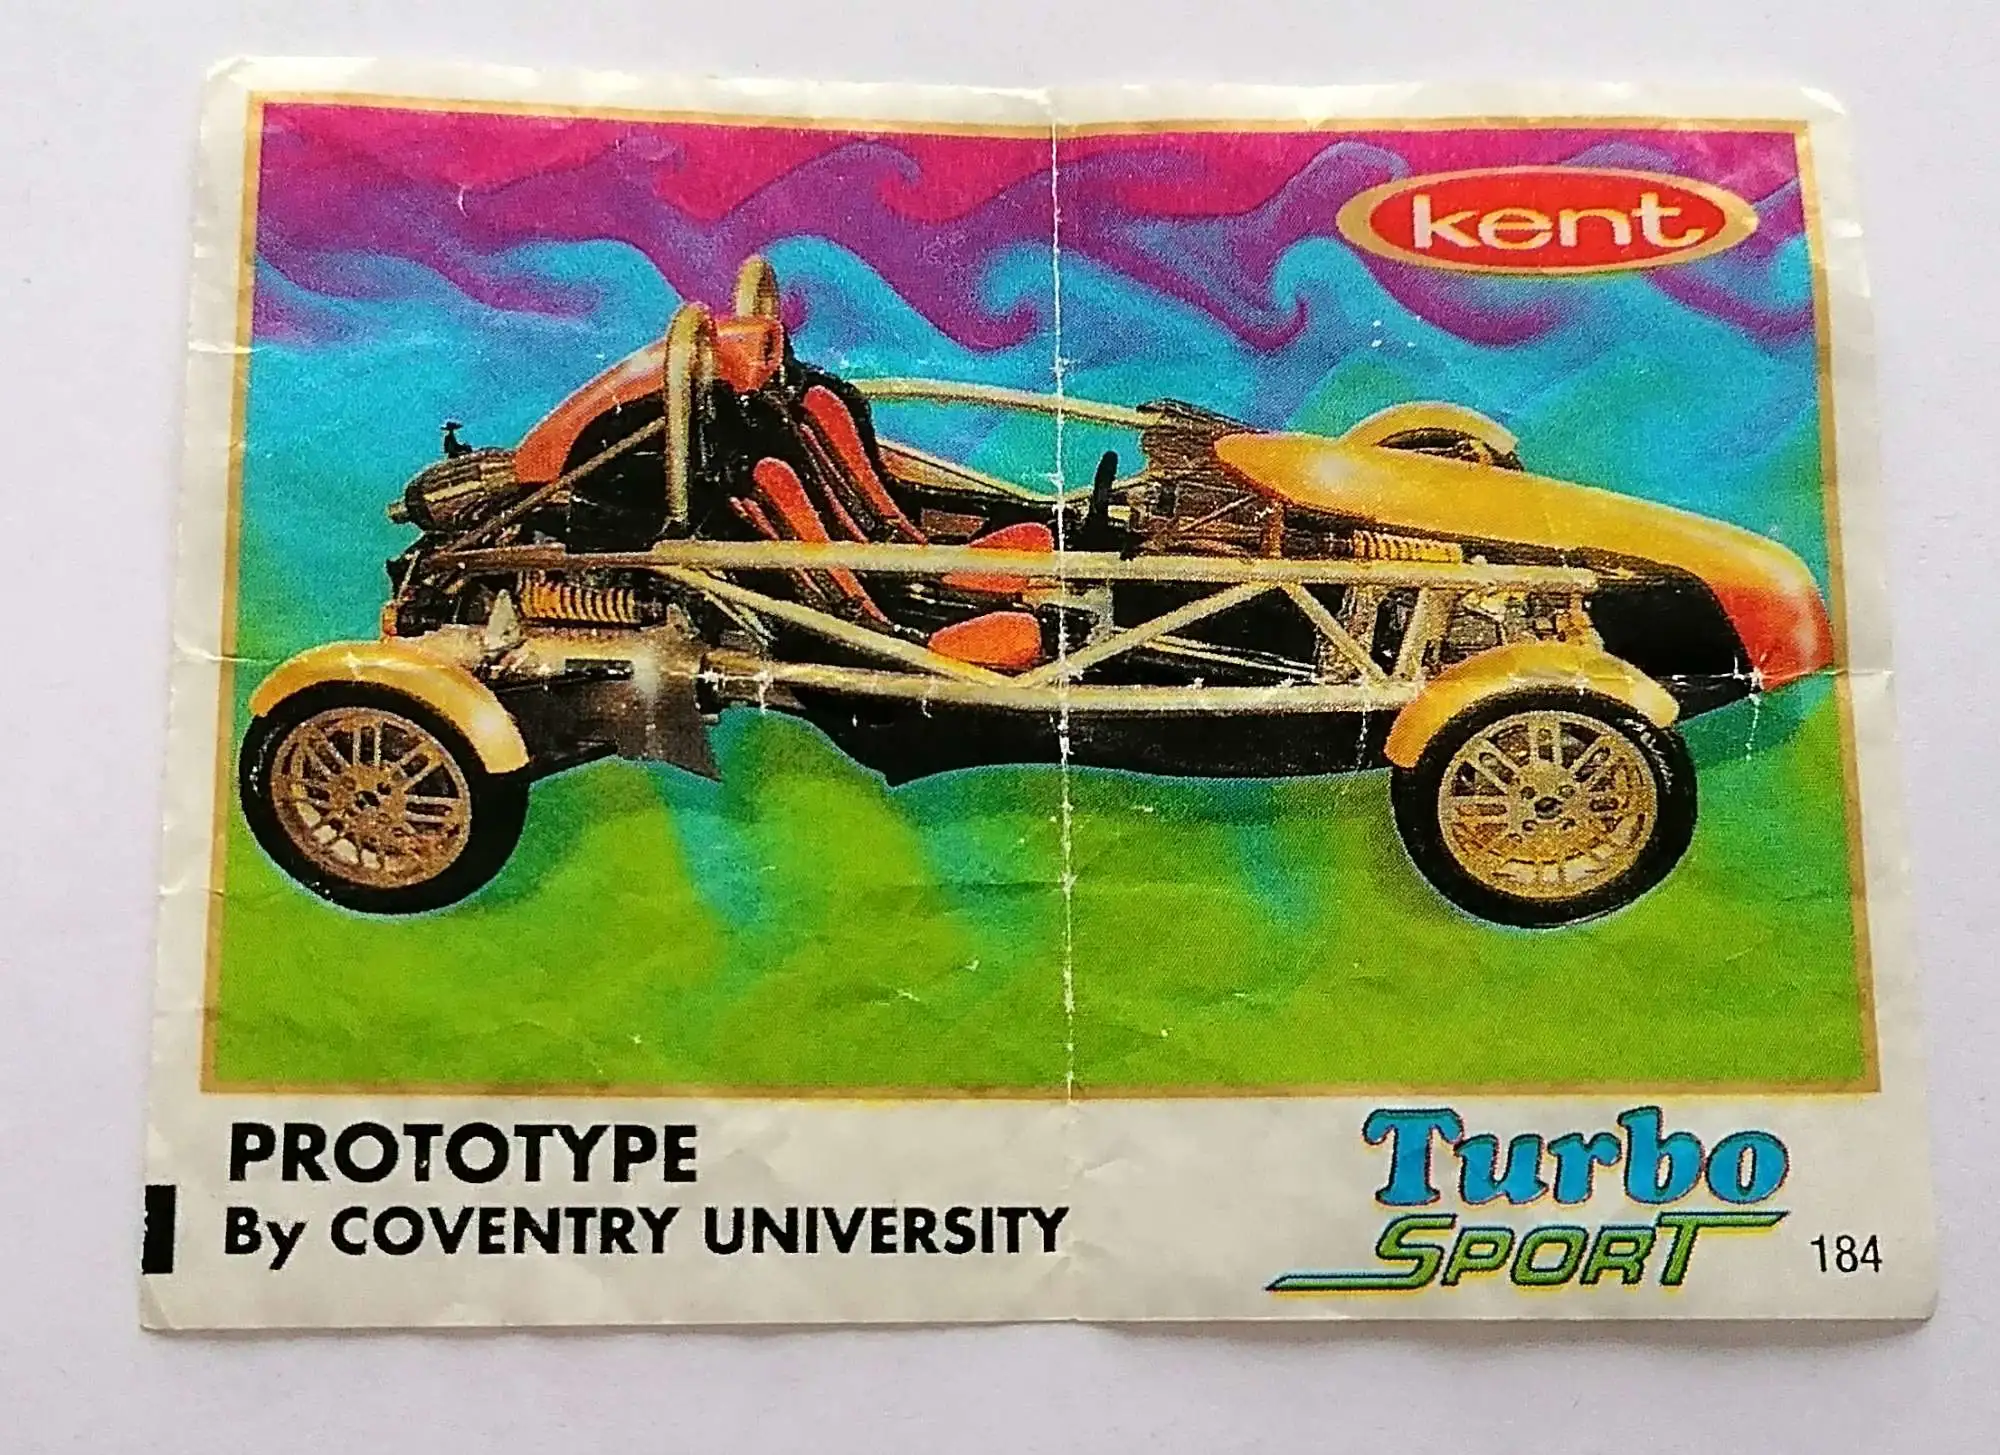 kent
PROTOTYPE
By COVENTRY UNIVERSITY
Turbo
SPORT
184